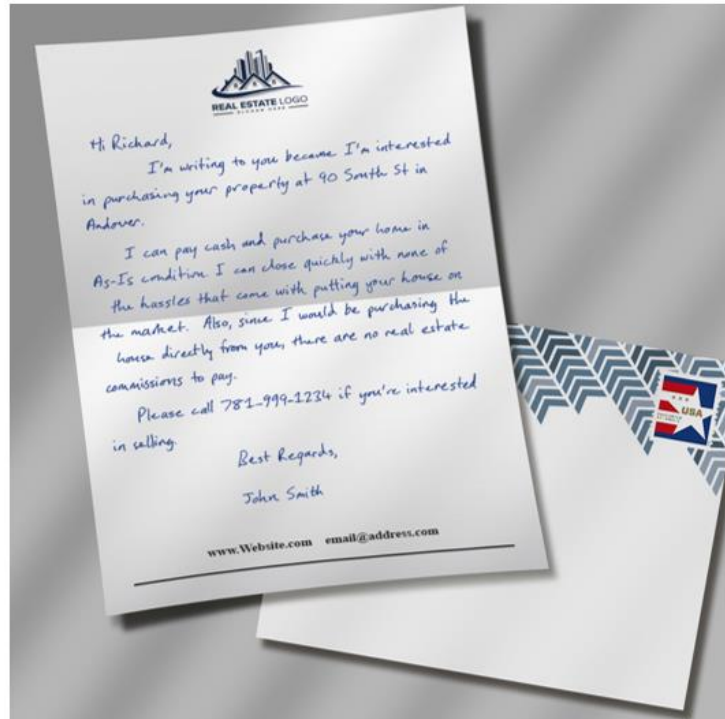 REAL ESTATE LOGO
SLOGAN HERE
Hi Richard,
I'm writing to you because I'm interested
in purchasing your property at 90 South St in
Andover.
I can pay cash and purchase your home in
As-Is condition. I can close quickly with none of
the hassles that come with putting your house on
the market. Also, since I would be purchasing the
house directly from you, there are no real estate
commissions to pay.
Please call 781-999-1234 if you're interested
in selling.
Best Regards,
John Smith
www.Website.com email@address.com
USA